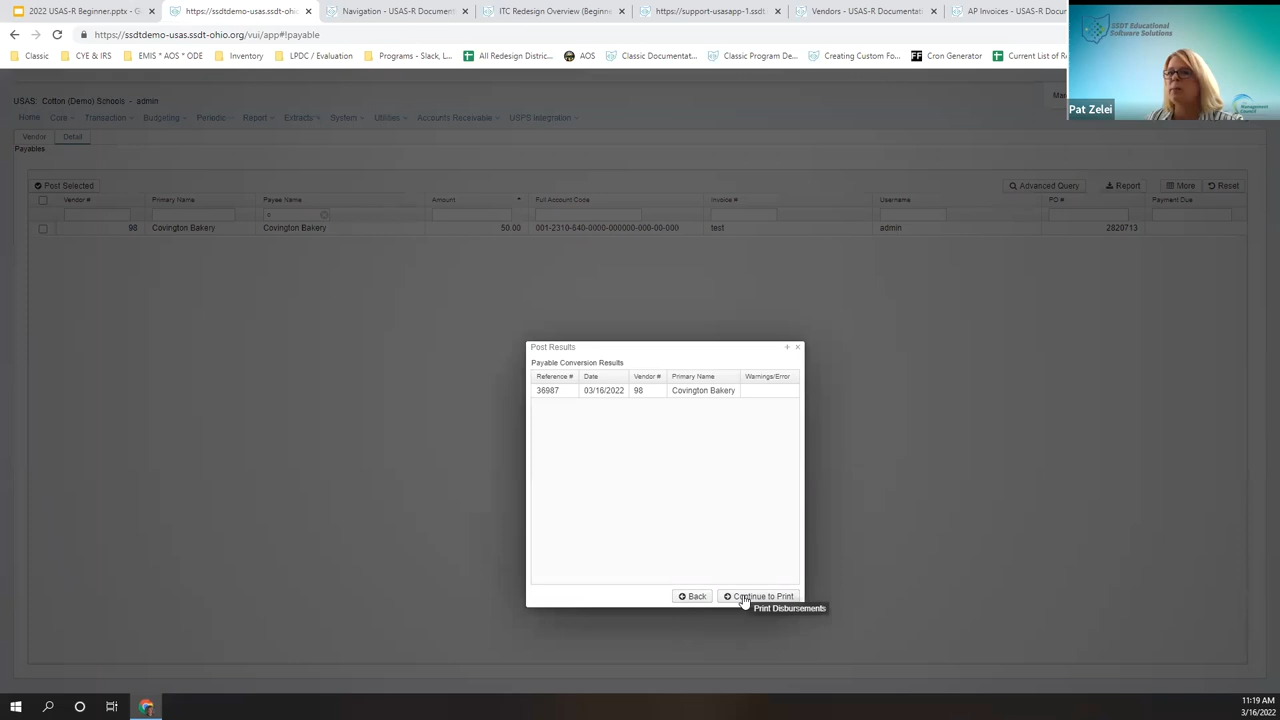 2022 USAS-R Beginner.pptx - G
https://ssdtdemo-usas.ssdt-ohio
Navigation - USAS-R Documenta
ITC Redesign Overview (Beginne
https://support-usasapp-1.ssdt
Vendors - USAS-R Documentati
AP Invoices - USAS-R Docum
https://ssdtdemo-usas.ssdt-ohio.org/vui/app#!payable
Classic
CYE & IRS
EMIS * AOS * ODE
Inventory
LPDC / Evaluation
Programs - Slack, L...
All Redesign Distric...
AOS
Classic Documentat...
Classic Program De...
Creating Custom Fo...
Cron Generator
Current List of Re
SSDT Educational
Software Solutions
Management
Council
Pat Zelei
USAS: Cotton (Demo) Schools - admin
Home Core Transaction Budgeting Periodic Report Extracts System Utilities Accounts Receivable USPS Integration
Vendor Detail
Payables
Post Selected
Advanced Query Report More Reset
Vendor # Primary Name Payee Name Amount Full Account Code Invoice # Username PO # Payment Due
98 Covington Bakery Covington Bakery 50.00 001-2310-640-0000-000000-000-00-000 test admin 2820713
Post Results
Payable Conversion Results
Reference # Date Vendor # Primary Name Warnings/Error
36987 03/16/2022 98 Covington Bakery
Back Continue to Print
Print Disbursements
11:19 AM
3/16/2022